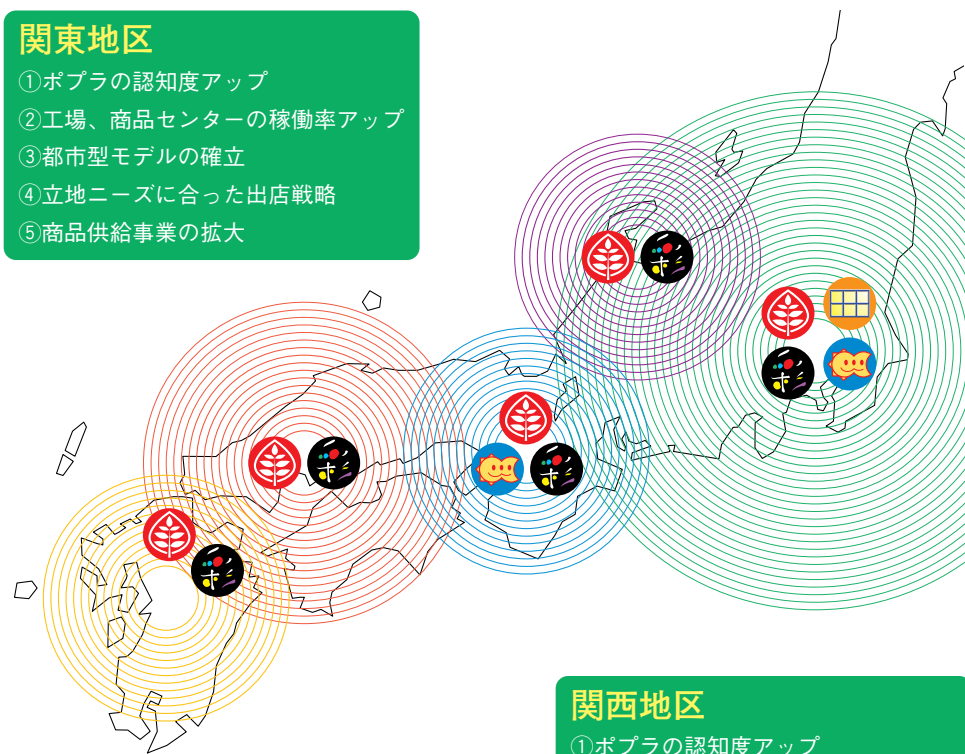 関東地区
①ポプラの認知度アップ
②工場、商品センターの稼働率アップ
③都市型モデルの確立
④立地ニーズに合った出店戦略
⑤商品供給事業の拡大
関西地区
①ポプラの認知度アップ